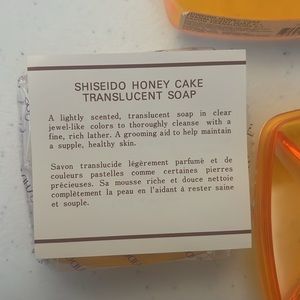 SHISEIDO HONEY CAKE
TRANSLUCENT SOAP
A lightly scented, translucent soap in clear
jewel-like colors to thoroughly cleanse with a
fine, rich lather. A grooming aid to help maintain
a supple, healthy skin.
Savon translucide légèrement parfumé et de
couleurs pastelles comme certaines pierres
précieuses. Sa mousse riche et douce nettoie
complètement la peau en l'aidant à rester saine
et souple.